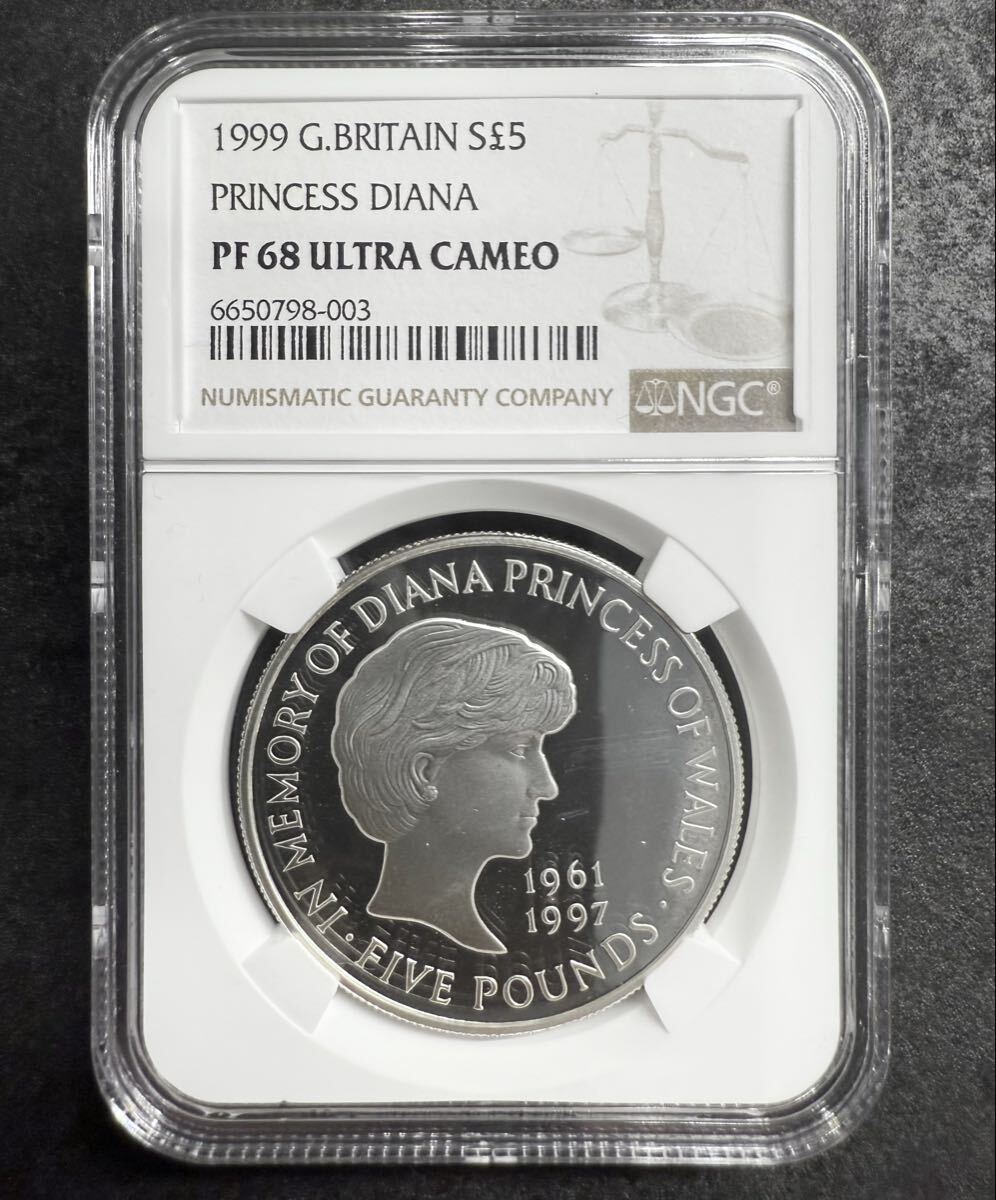 1999 G.BRITAIN S£5
PRINCESS DIANA
PF 68 ULTRA CAMEO
6650798-003
NUMISMATIC GUARANTY COMPANY
NGC®
IN MEMORY OF DIANA PRINCESS OF WALES ·
1961
1997
· FIVE POUNDS ·